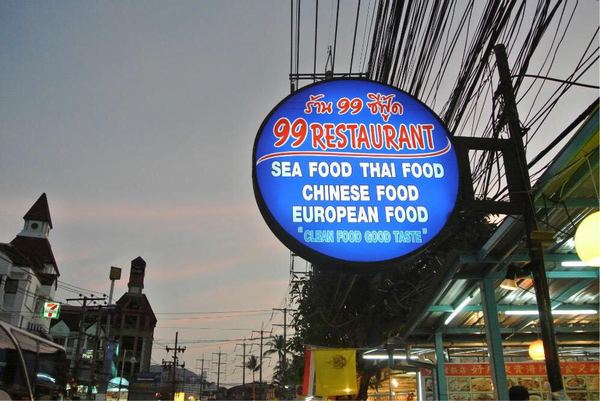 ร้าน 99 ซีฟู้ด
99 RESTAURANT
SEA FOOD THAI FOOD
CHINESE FOOD
EUROPEAN FOOD
"CLEAN FOOD GOOD TASTE"
7